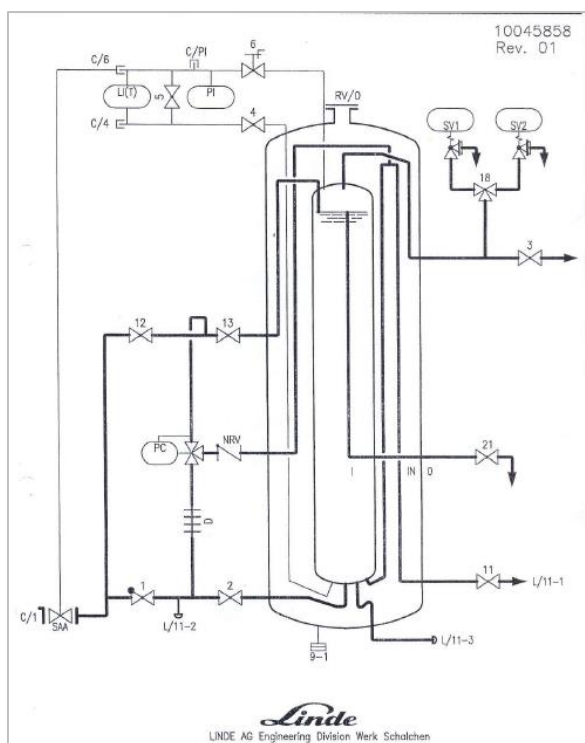 10045858
Rev. 01
C/PI
6
C/6
LI(T)
5
PI
RV/O
C/4
4
SV1
SV2
18
3
12
13
PC
NRV
I
IN
O
21
D
11
L/11-1
1
2
C/1
SAA
L/11-2
L/11-3
9-1
Linde
LINDE AG Engineering Division Werk Schalchen